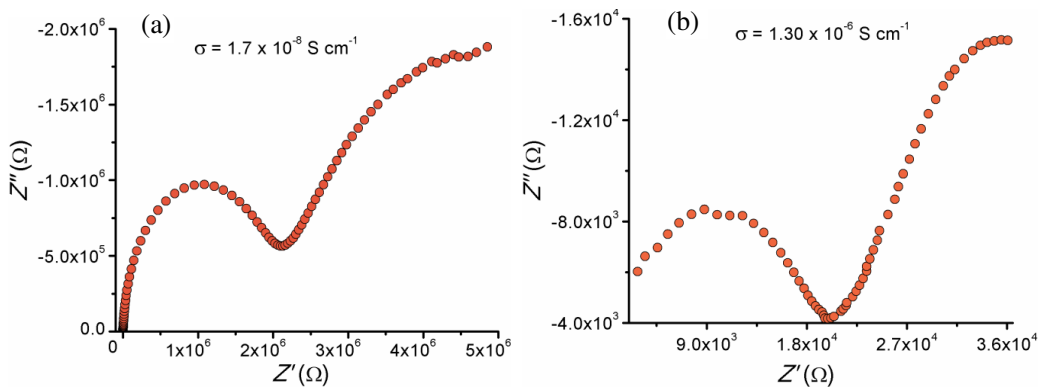 (a)
σ = 1.7 x 10⁻⁸ S cm⁻¹
-2.0x10⁶
-1.5x10⁶
-1.0x10⁶
-5.0x10⁵
0.0
Z''(Ω)
0 1x10⁶ 2x10⁶ 3x10⁶ 4x10⁶ 5x10⁶
Z'(Ω)
(b)
σ = 1.30 x 10⁻⁶ S cm⁻¹
-1.6x10⁴
-1.2x10⁴
-8.0x10³
-4.0x10³
Z''(Ω)
9.0x10³ 1.8x10⁴ 2.7x10⁴ 3.6x10⁴
Z'(Ω)